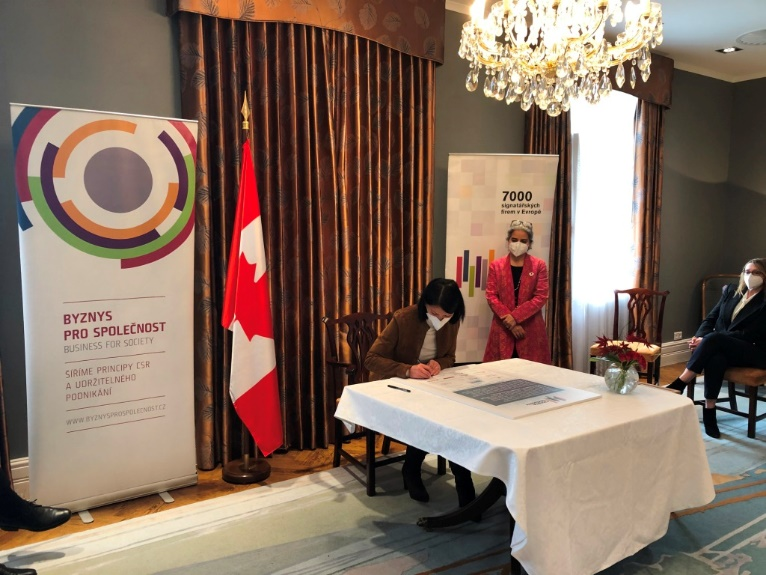 BYZNYS
PRO SPOLEČNOST
BUSINESS FOR SOCIETY
ŠÍŘÍME PRINCIPY CSR
A UDRŽITELNÉHO
PODNIKÁNÍ
WWW.BYZNYSPROSPOLECNOST.CZ
7000
signatářských
firem v Evropě